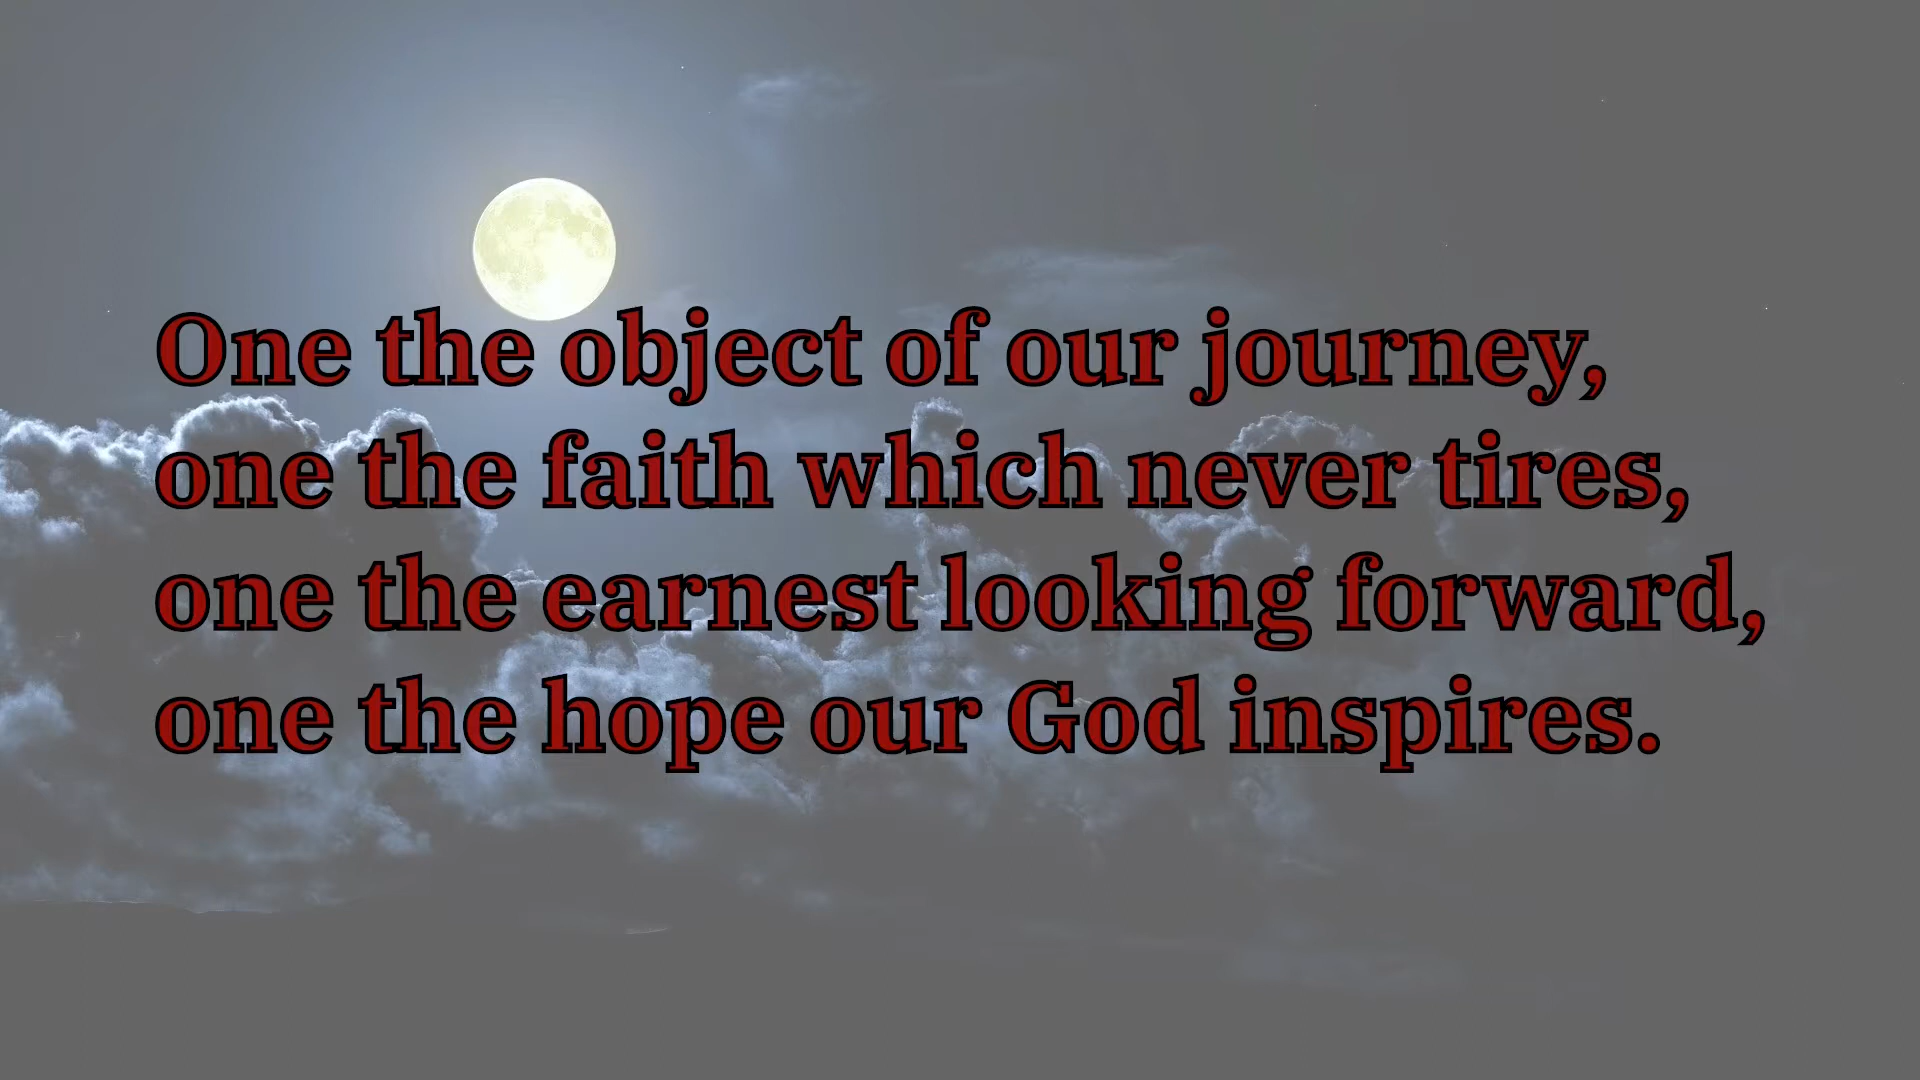 One the object of our journey,
one the faith which never tires,
one the earnest looking forward,
one the hope our God inspires.